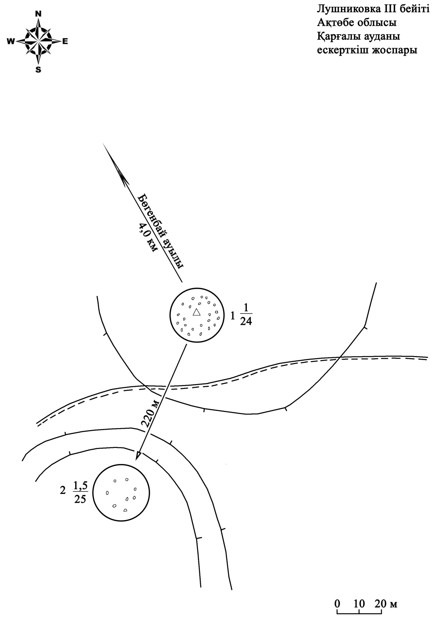 N
W E
S
Лушниковка III бейіті
Ақтөбе облысы
Қарғалы ауданы
ескерткіш жоспары
Бөгенбай ауылы
4,0 км
1 1/24
220 м
2 1,5/25
0 10 20 м